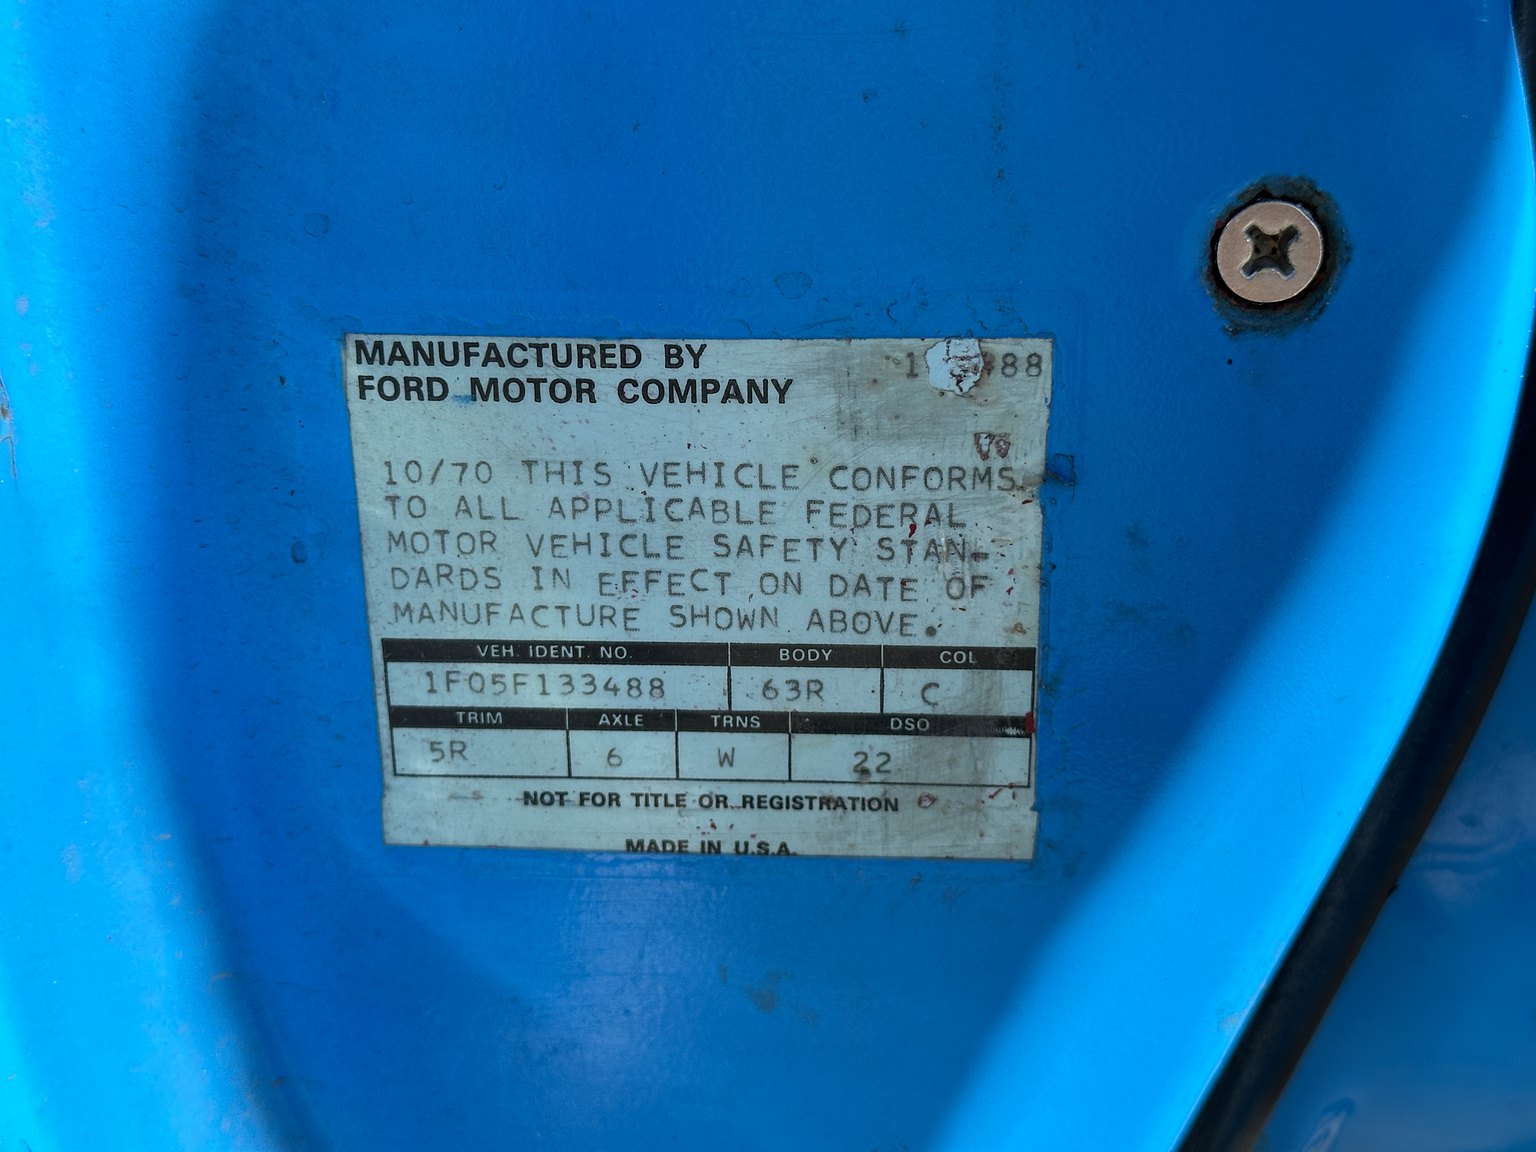 MANUFACTURED BY
FORD MOTOR COMPANY
10/70 THIS VEHICLE CONFORMS
TO ALL APPLICABLE FEDERAL
MOTOR VEHICLE SAFETY STAN-
DARDS IN EFFECT ON DATE OF
MANUFACTURE SHOWN ABOVE.
VEH. IDENT. NO. BODY COL
1F05F133488 63R C
TRIM AXLE TRNS DSO
5R 6 W 22
NOT FOR TITLE OR REGISTRATION
MADE IN U.S.A.